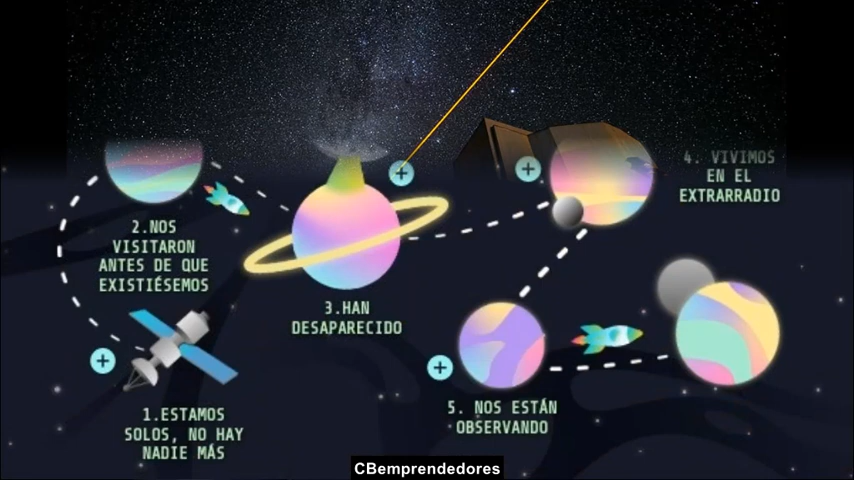 2.NOS
VISITARON
ANTES DE QUE
EXISTIÉSEMOS
3.HAN
DESAPARECIDO
4. VIVIMOS
EN EL
EXTRARRADIO
1.ESTAMOS
SOLOS, NO HAY
NADIE MÁS
5. NOS ESTÁN
OBSERVANDO
CBemprendedores